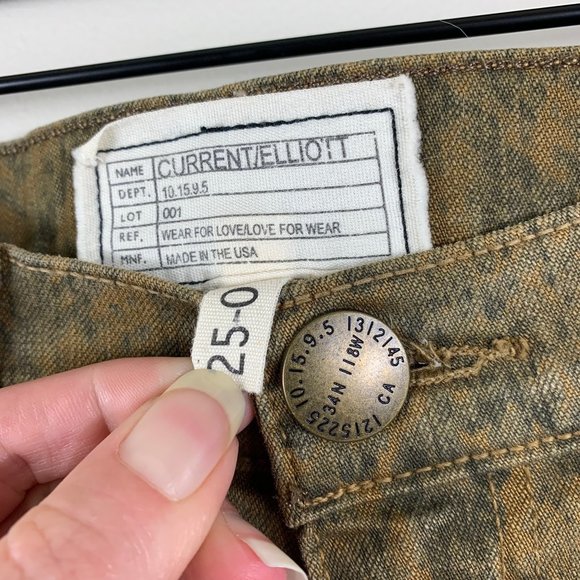 NAME CURRENT/ELLIOTT
DEPT. 10.15.9.5
LOT 001
REF. WEAR FOR LOVE/LOVE FOR WEAR
MNF. MADE IN THE USA
25-0
10.15.9.5 1312145
34N 118W
1215225 CA